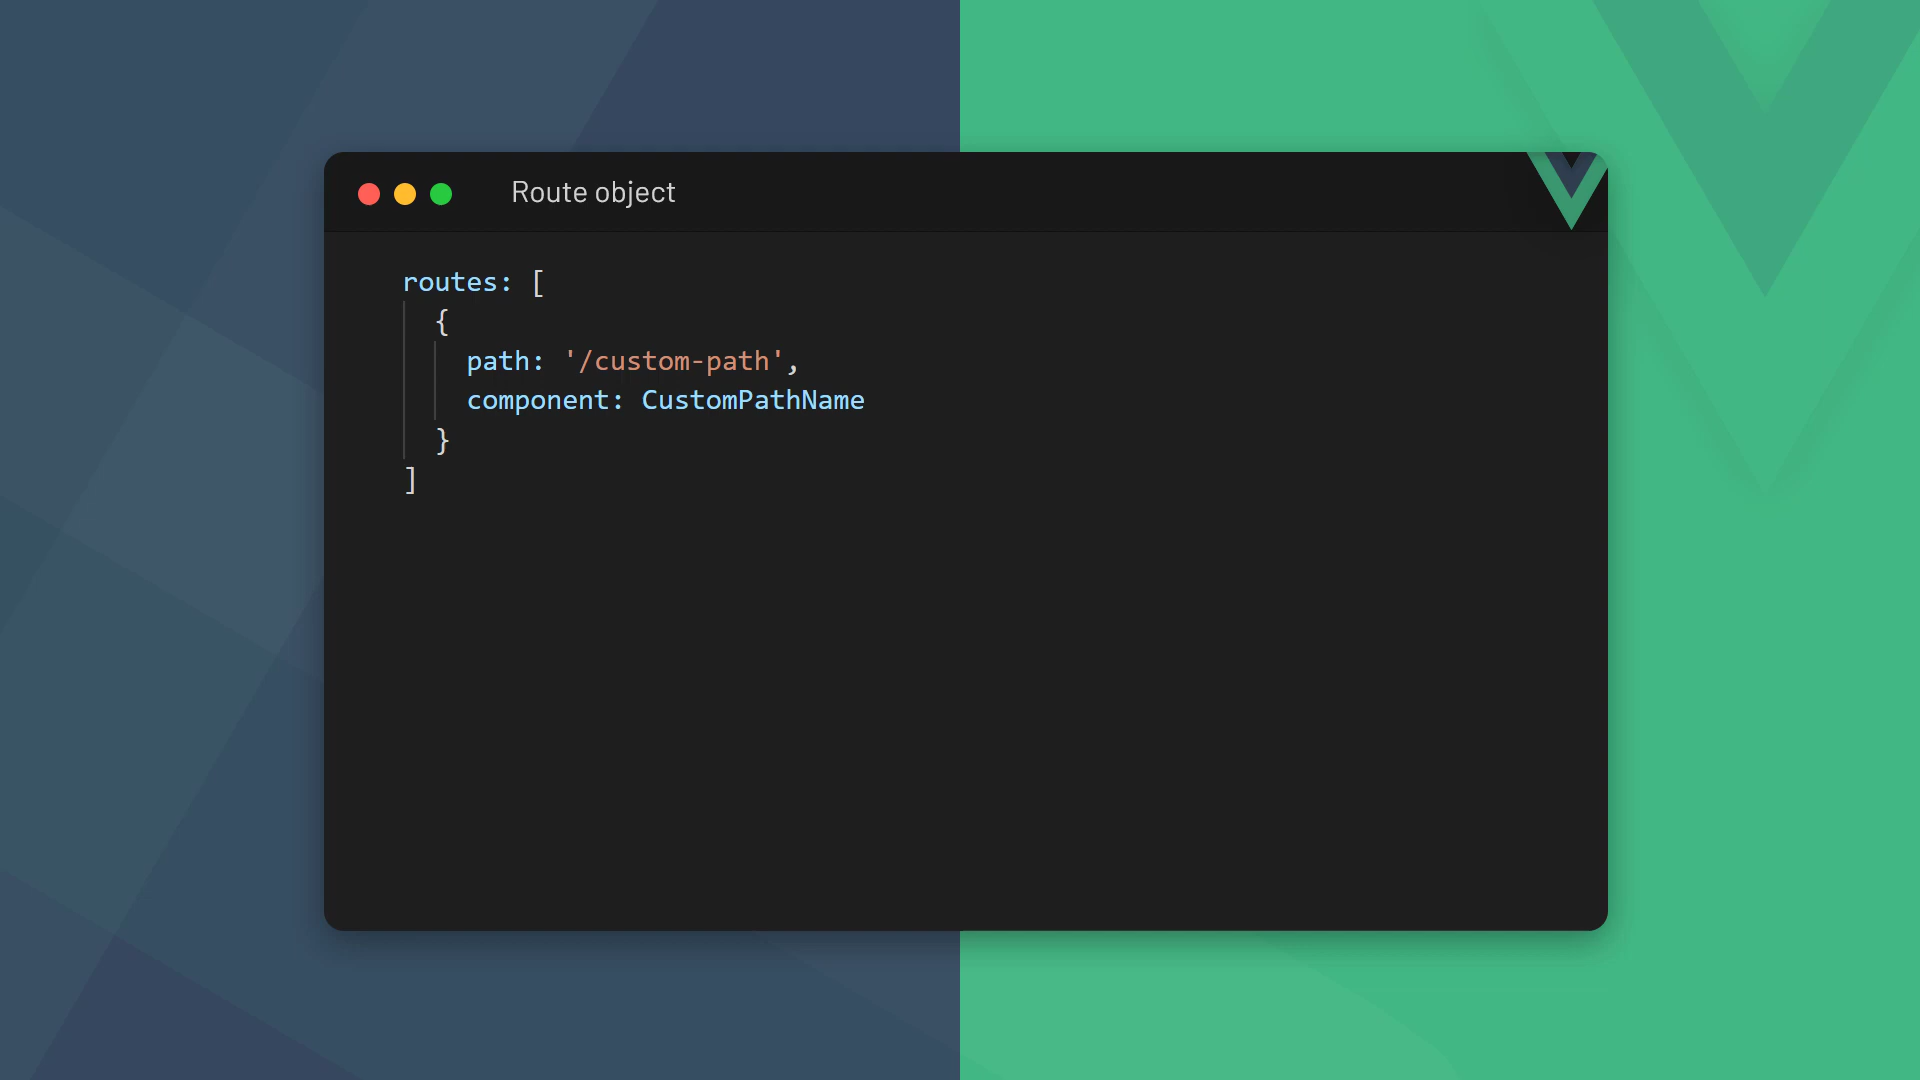 Route object
routes: [
{
path: '/custom-path',
component: CustomPathName
}
]